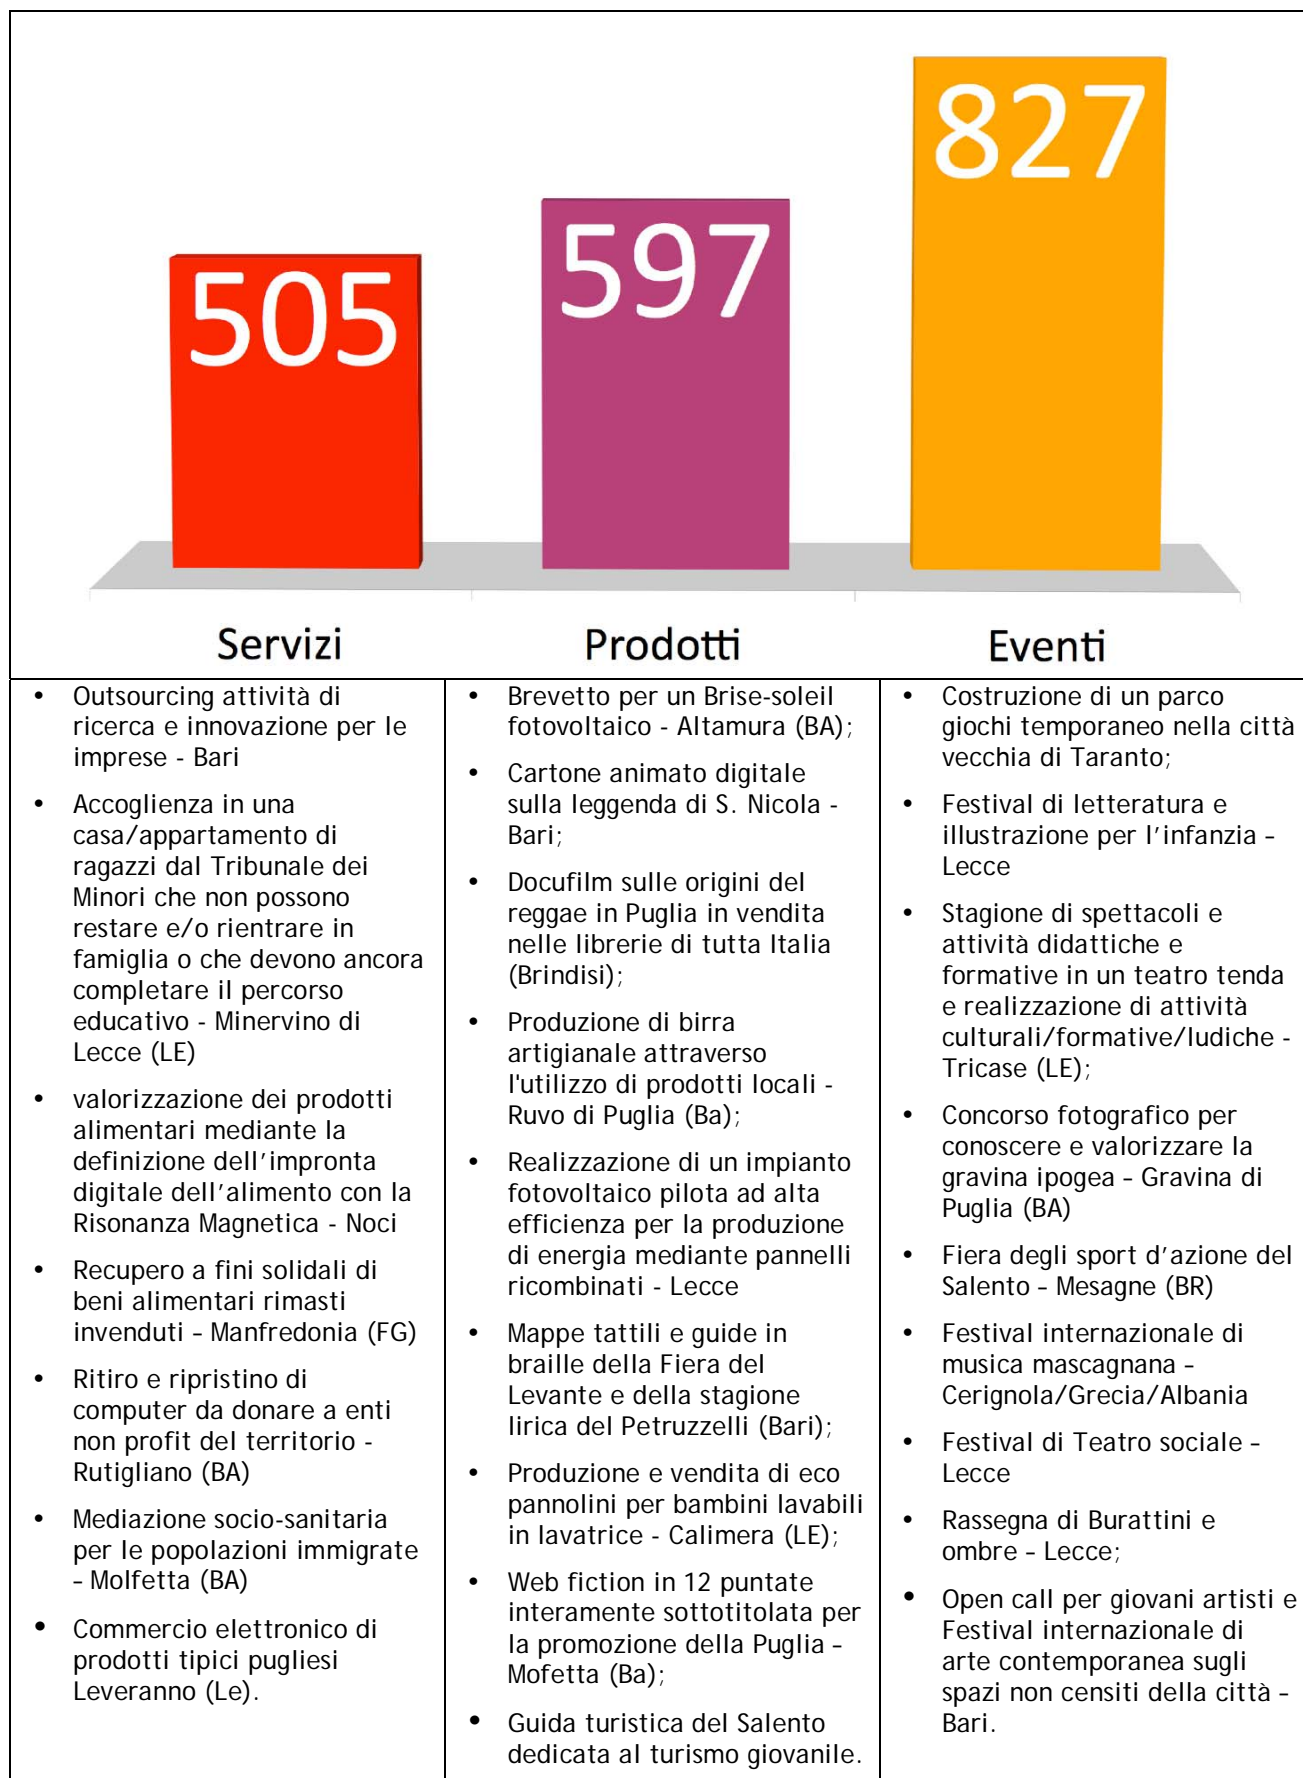 505
597
827
Servizi
Prodotti
Eventi
• Outsourcing attività di
ricerca e innovazione per le
imprese - Bari
• Accoglienza in una
casa/appartamento di
ragazzi dal Tribunale dei
Minori che non possono
restare e/o rientrare in
famiglia o che devono ancora
completare il percorso
educativo - Minervino di
Lecce (LE)
• valorizzazione dei prodotti
alimentari mediante la
definizione dell’impronta
digitale dell’alimento con la
Risonanza Magnetica - Noci
• Recupero a fini solidali di
beni alimentari rimasti
invenduti – Manfredonia (FG)
• Ritiro e ripristino di
computer da donare a enti
non profit del territorio -
Rutigliano (BA)
• Mediazione socio-sanitaria
per le popolazioni immigrate
– Molfetta (BA)
• Commercio elettronico di
prodotti tipici pugliesi
Leveranno (Le).
• Brevetto per un Brise-soleil
fotovoltaico - Altamura (BA);
• Cartone animato digitale
sulla leggenda di S. Nicola -
Bari;
• Docufilm sulle origini del
reggae in Puglia in vendita
nelle librerie di tutta Italia
(Brindisi);
• Produzione di birra
artigianale attraverso
l'utilizzo di prodotti locali -
Ruvo di Puglia (Ba);
• Realizzazione di un impianto
fotovoltaico pilota ad alta
efficienza per la produzione
di energia mediante pannelli
ricombinati - Lecce
• Mappe tattili e guide in
braille della Fiera del
Levante e della stagione
lirica del Petruzzelli (Bari);
• Produzione e vendita di eco
pannolini per bambini lavabili
in lavatrice - Calimera (LE);
• Web fiction in 12 puntate
interamente sottotitolata per
la promozione della Puglia –
Mofetta (Ba);
• Guida turistica del Salento
dedicata al turismo giovanile.
• Costruzione di un parco
giochi temporaneo nella città
vecchia di Taranto;
• Festival di letteratura e
illustrazione per l’infanzia –
Lecce
• Stagione di spettacoli e
attività didattiche e
formative in un teatro tenda
e realizzazione di attività
culturali/formative/ludiche -
Tricase (LE);
• Concorso fotografico per
conoscere e valorizzare la
gravina ipogea – Gravina di
Puglia (BA)
• Fiera degli sport d’azione del
Salento – Mesagne (BR)
• Festival internazionale di
musica mascagnana –
Cerignola/Grecia/Albania
• Festival di Teatro sociale –
Lecce
• Rassegna di Burattini e
ombre – Lecce;
• Open call per giovani artisti e
Festival internazionale di
arte contemporanea sugli
spazi non censiti della città –
Bari.